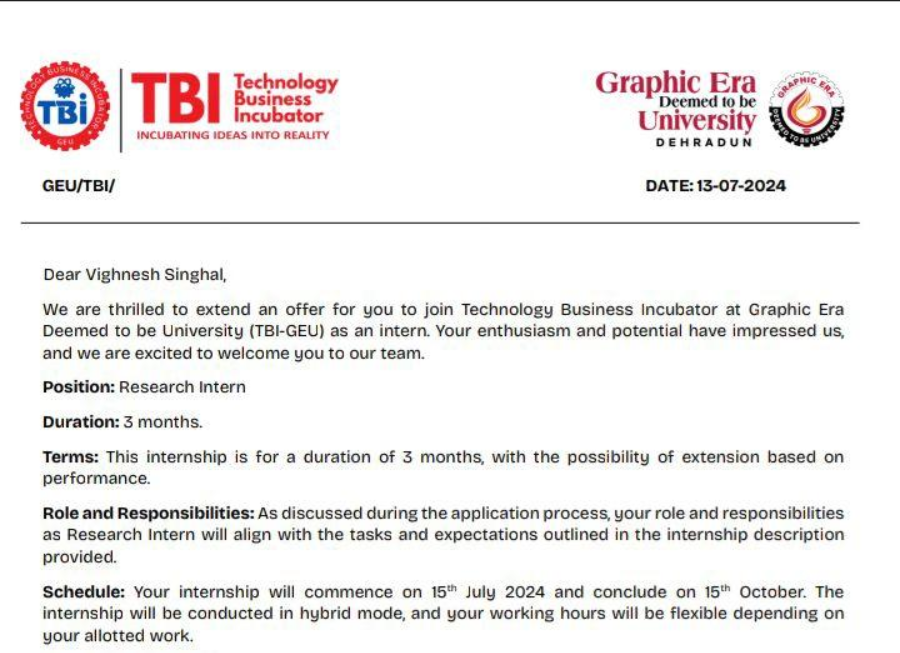 TECHNOLOGY BUSINESS INCUBATOR
TBi
GEU
TBI Technology
Business
Incubator
INCUBATING IDEAS INTO REALITY
Graphic Era
Deemed to be
University
DEHRADUN
GRAPHIC ERA
DEEMED TO BE UNIVERSITY
GEU/TBI/
DATE: 13-07-2024
Dear Vighnesh Singhal,
We are thrilled to extend an offer for you to join Technology Business Incubator at Graphic Era
Deemed to be University (TBI-GEU) as an intern. Your enthusiasm and potential have impressed us,
and we are excited to welcome you to our team.
Position: Research Intern
Duration: 3 months.
Terms: This internship is for a duration of 3 months, with the possibility of extension based on
performance.
Role and Responsibilities: As discussed during the application process, your role and responsibilities
as Research Intern will align with the tasks and expectations outlined in the internship description
provided.
Schedule: Your internship will commence on 15th July 2024 and conclude on 15th October. The
internship will be conducted in hybrid mode, and your working hours will be flexible depending on
your allotted work.